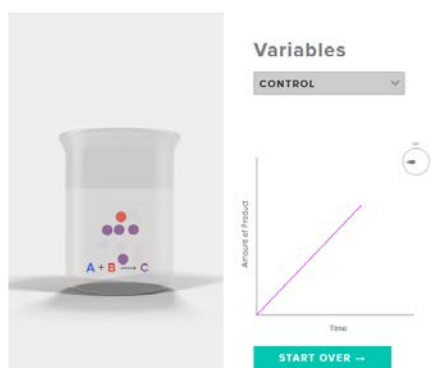 Variables
CONTROL
A + B → C
Amount of Product
Time
START OVER →